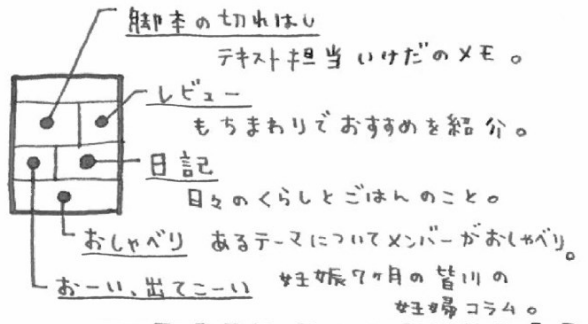 脚本の切れはし
テキスト担当いけだのメモ。
レビュー
もちまわりでおすすめを紹介。
日記
日々のくらしとごはんのこと。
おしゃべり あるテーマについてメンバーがおしゃべり。
おーい、出てこーい 妊娠7ヶ月の皆川の
妊婦コラム。